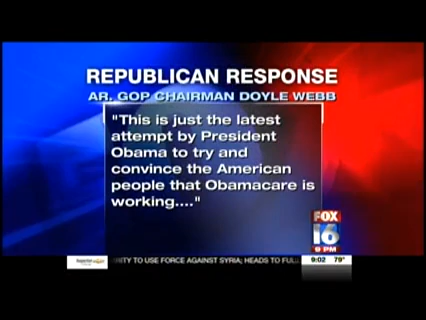 REPUBLICAN RESPONSE
AR. GOP CHAIRMAN DOYLE WEBB
"This is just the latest
attempt by President
Obama to try and
convince the American
people that Obamacare is
working...."
FOX
16
9 PM
9:02 79°
TY TO USE FORCE AGAINST SYRIA; HEADS TO FULL